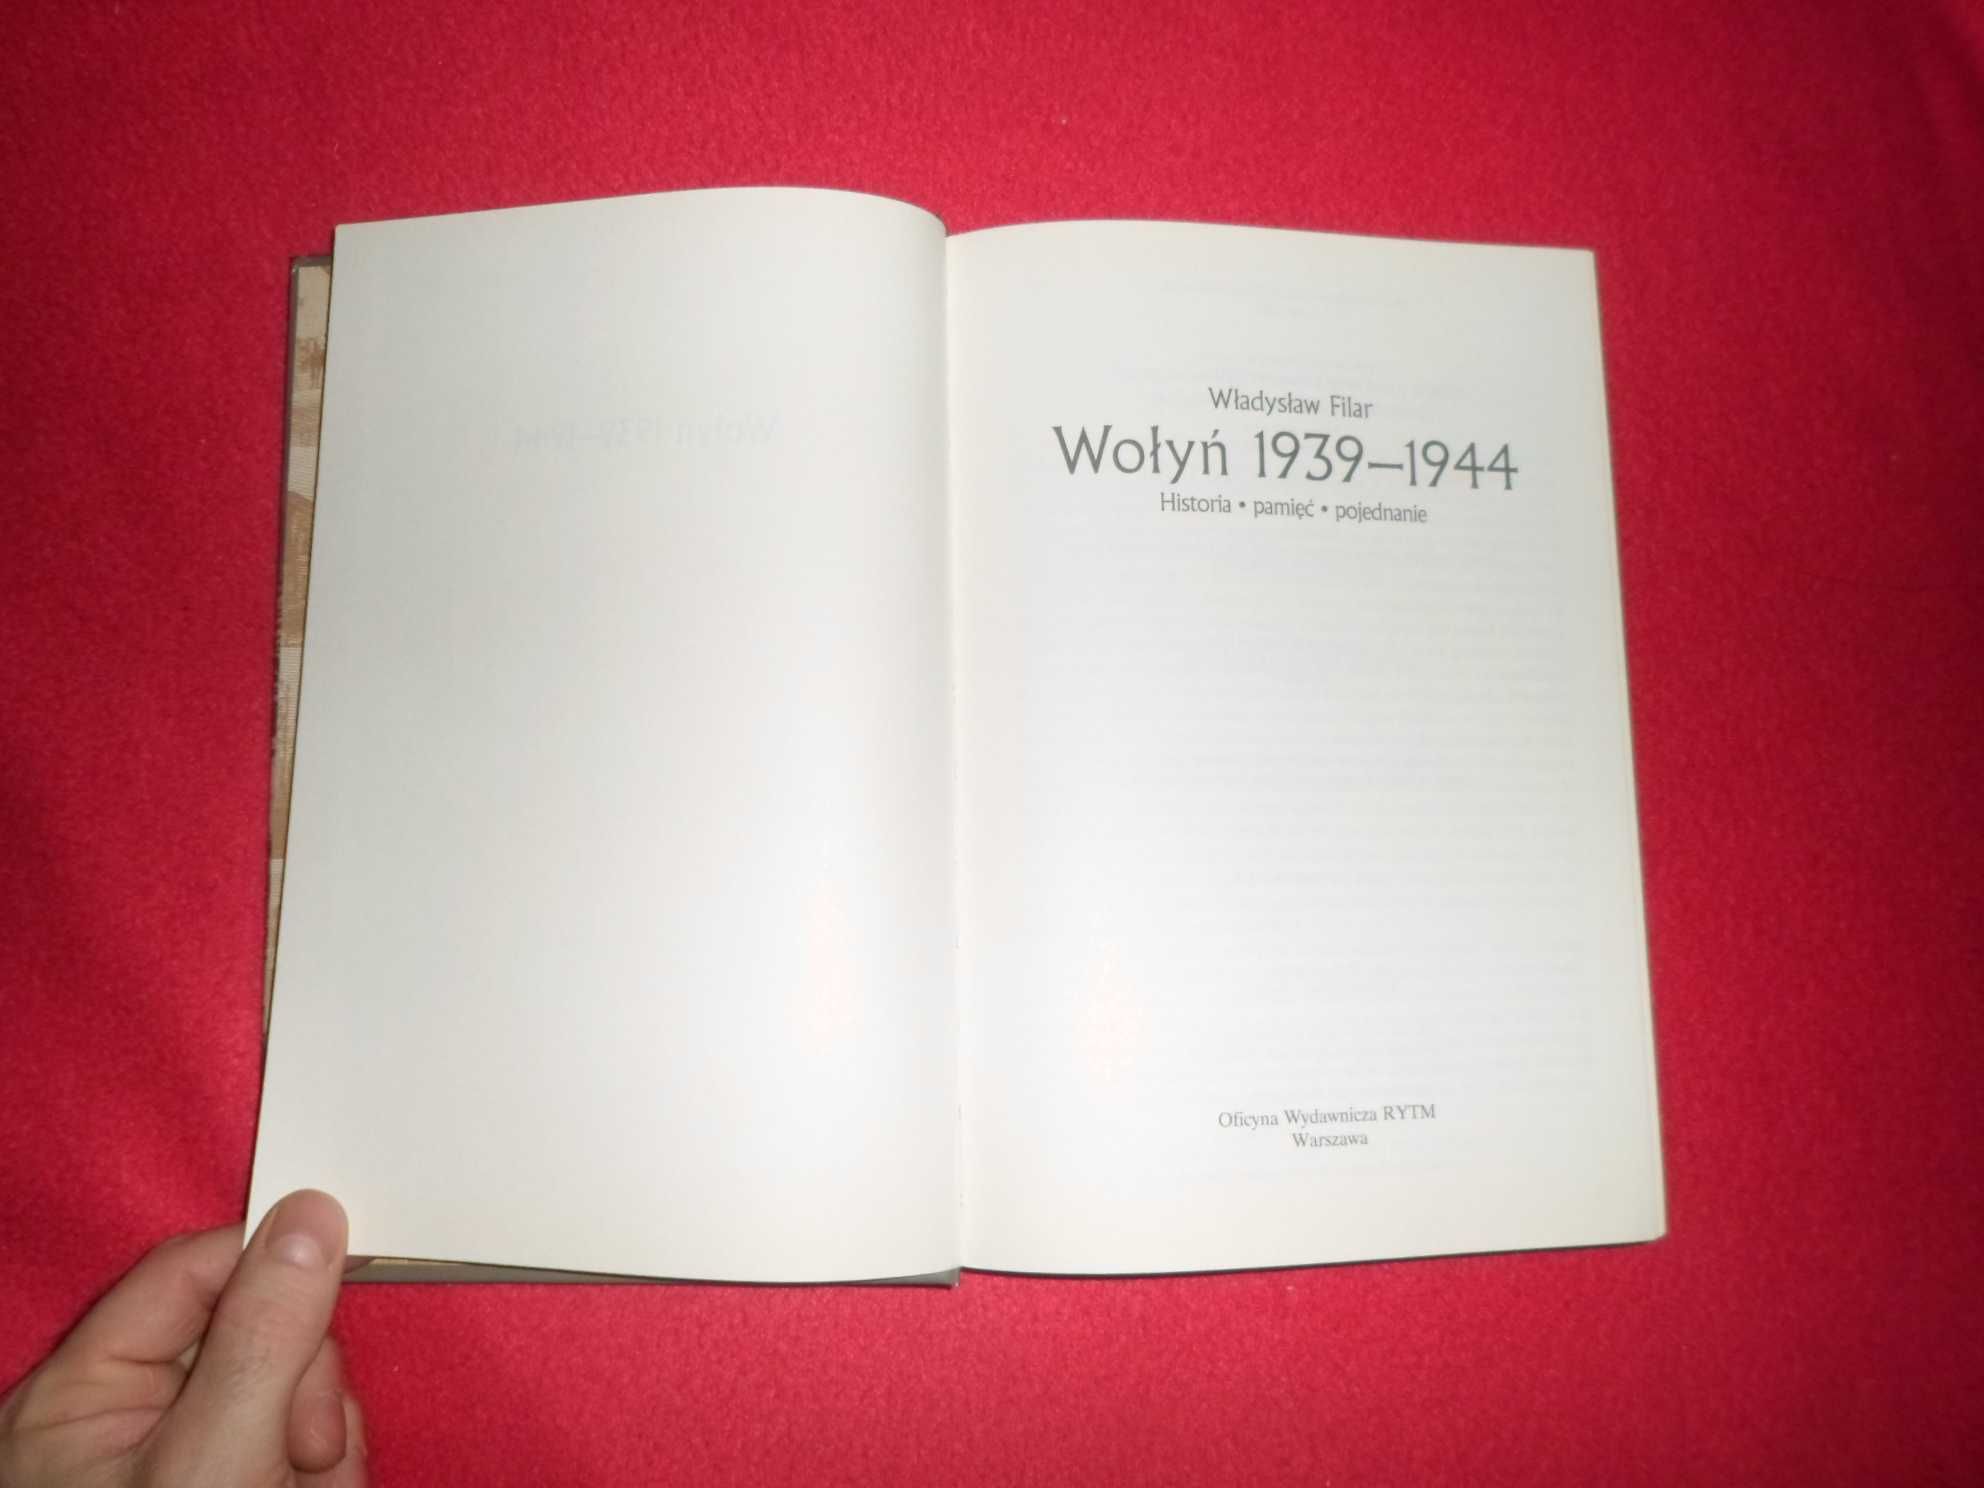 Władysław Filar
Wołyń 1939–1944
Historia • pamięć • pojednanie
Oficyna Wydawnicza RYTM
Warszawa